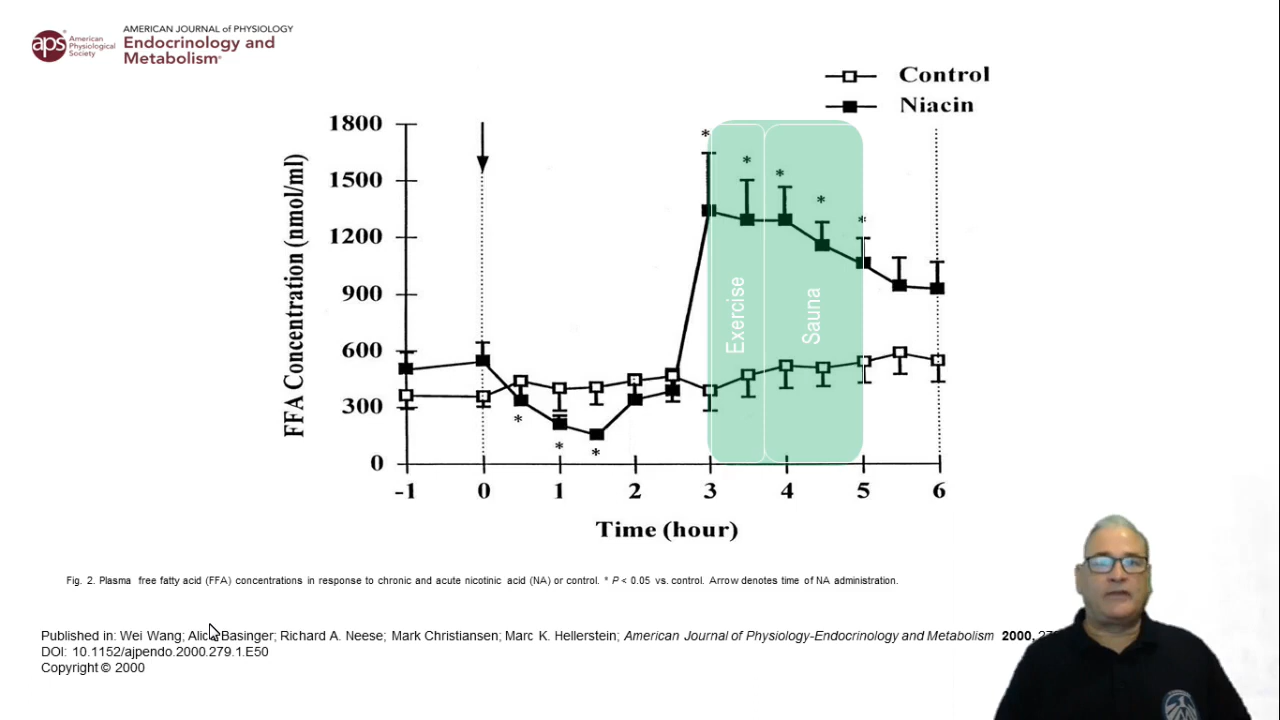 aps
American
Physiological
Society
AMERICAN JOURNAL of PHYSIOLOGY
Endocrinology and
Metabolism
Control
Niacin
1800
1500
1200
900
600
300
0
FFA Concentration (nmol/ml)
*
*
*
*
*
*
*
*
Exercise
Sauna
-1 0 1 2 3 4 5 6
Time (hour)
Fig. 2. Plasma free fatty acid (FFA) concentrations in response to chronic and acute nicotinic acid (NA) or control. * P < 0.05 vs. control. Arrow denotes time of NA administration.
Published in: Wei Wang; Basinger; Richard A. Neese; Mark Christiansen; Marc K. Hellerstein; American Journal of Physiology-Endocrinology and Metabolism 2000,
DOI: 10.1152/ajpendo.2000.279.1.E50
Copyright © 2000